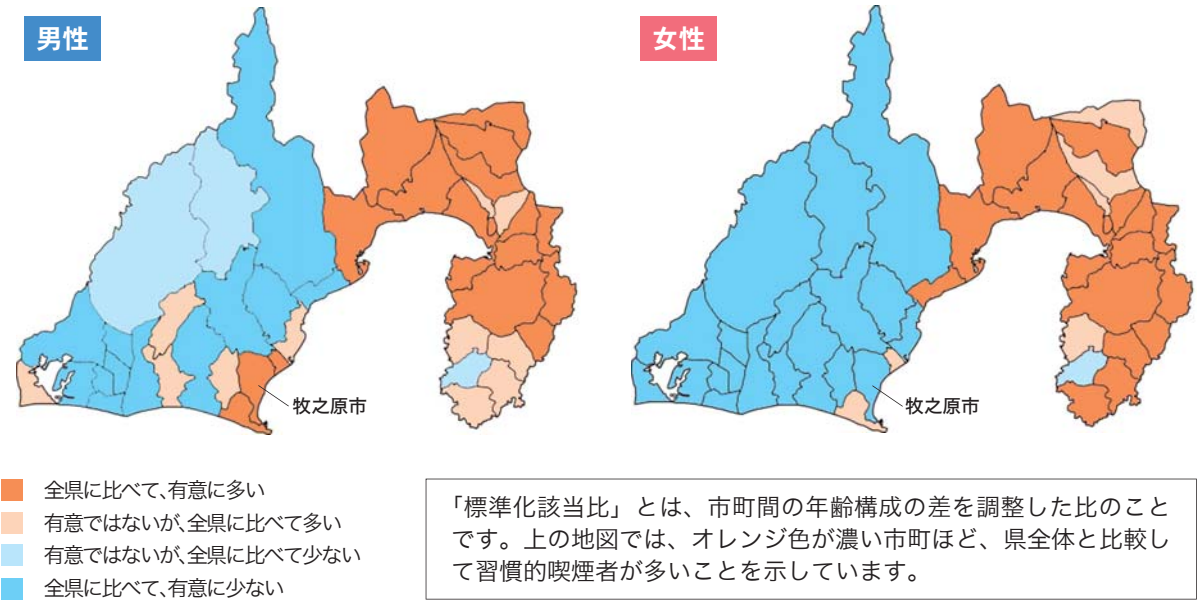 男性
女性
牧之原市
牧之原市
全県に比べて、有意に多い
有意ではないが、全県に比べて多い
有意ではないが、全県に比べて少ない
全県に比べて、有意に少ない
「標準化該当比」とは、市町間の年齢構成の差を調整した比のこと
です。上の地図では、オレンジ色が濃い市町ほど、県全体と比較し
て習慣的喫煙者が多いことを示しています。